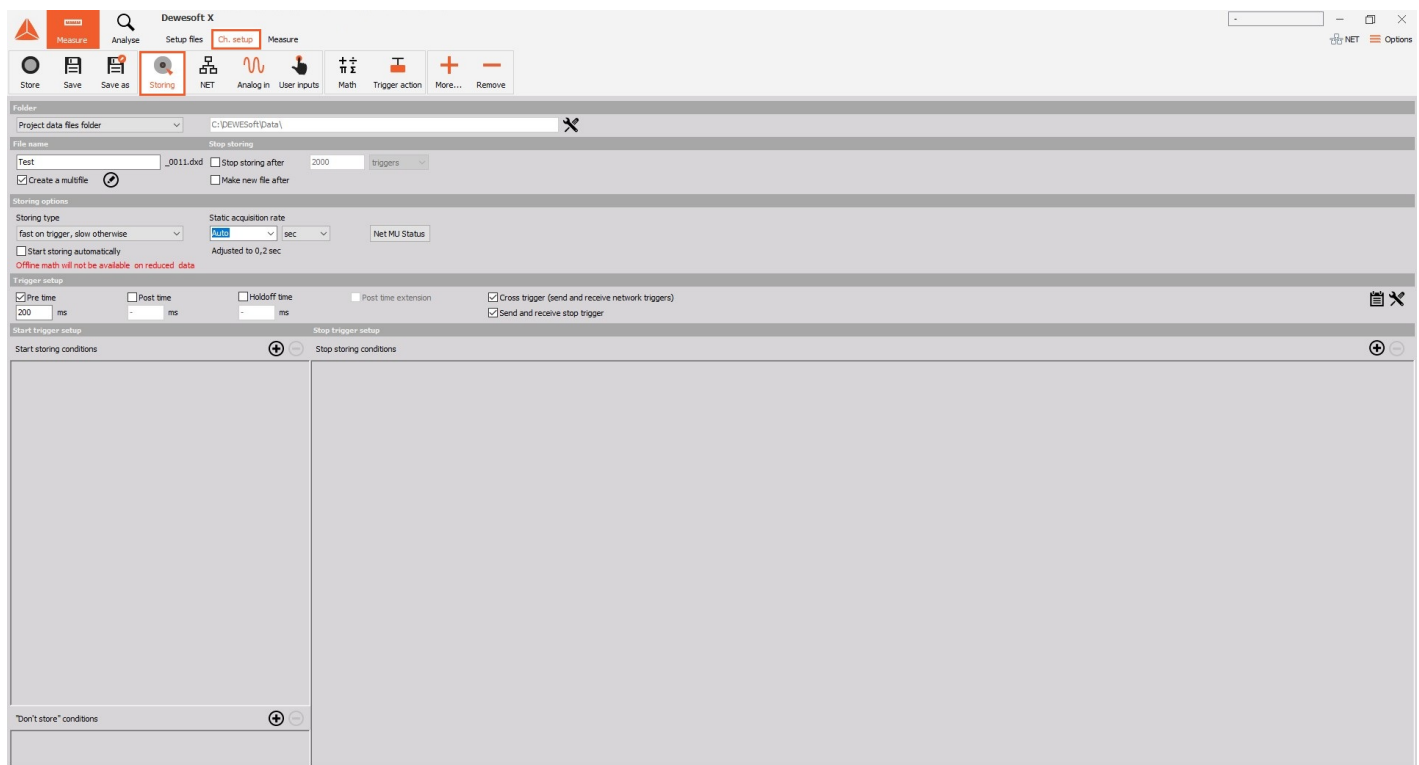 Dewesoft X
-
Measure
Analyse
Setup files Ch. setup Measure
NET Options
Store Save Save as Storing NET Analog in User inputs Math Trigger action More... Remove
Folder
Project data files folder C:\DEWESoft\Data\
File name Stop storing
Test _0011.dxd Stop storing after 2000 triggers
Create a multifile Make new file after
Storing options
Storing type Static acquisition rate
fast on trigger, slow otherwise Auto sec Net MU Status
Start storing automatically Adjusted to 0,2 sec
Offline math will not be available on reduced data
Trigger setup
Pre time Post time Holdoff time Post time extension Cross trigger (send and receive network triggers)
200 ms - ms - ms Send and receive stop trigger
Start trigger setup Stop trigger setup
Start storing conditions Stop storing conditions
"Don't store" conditions